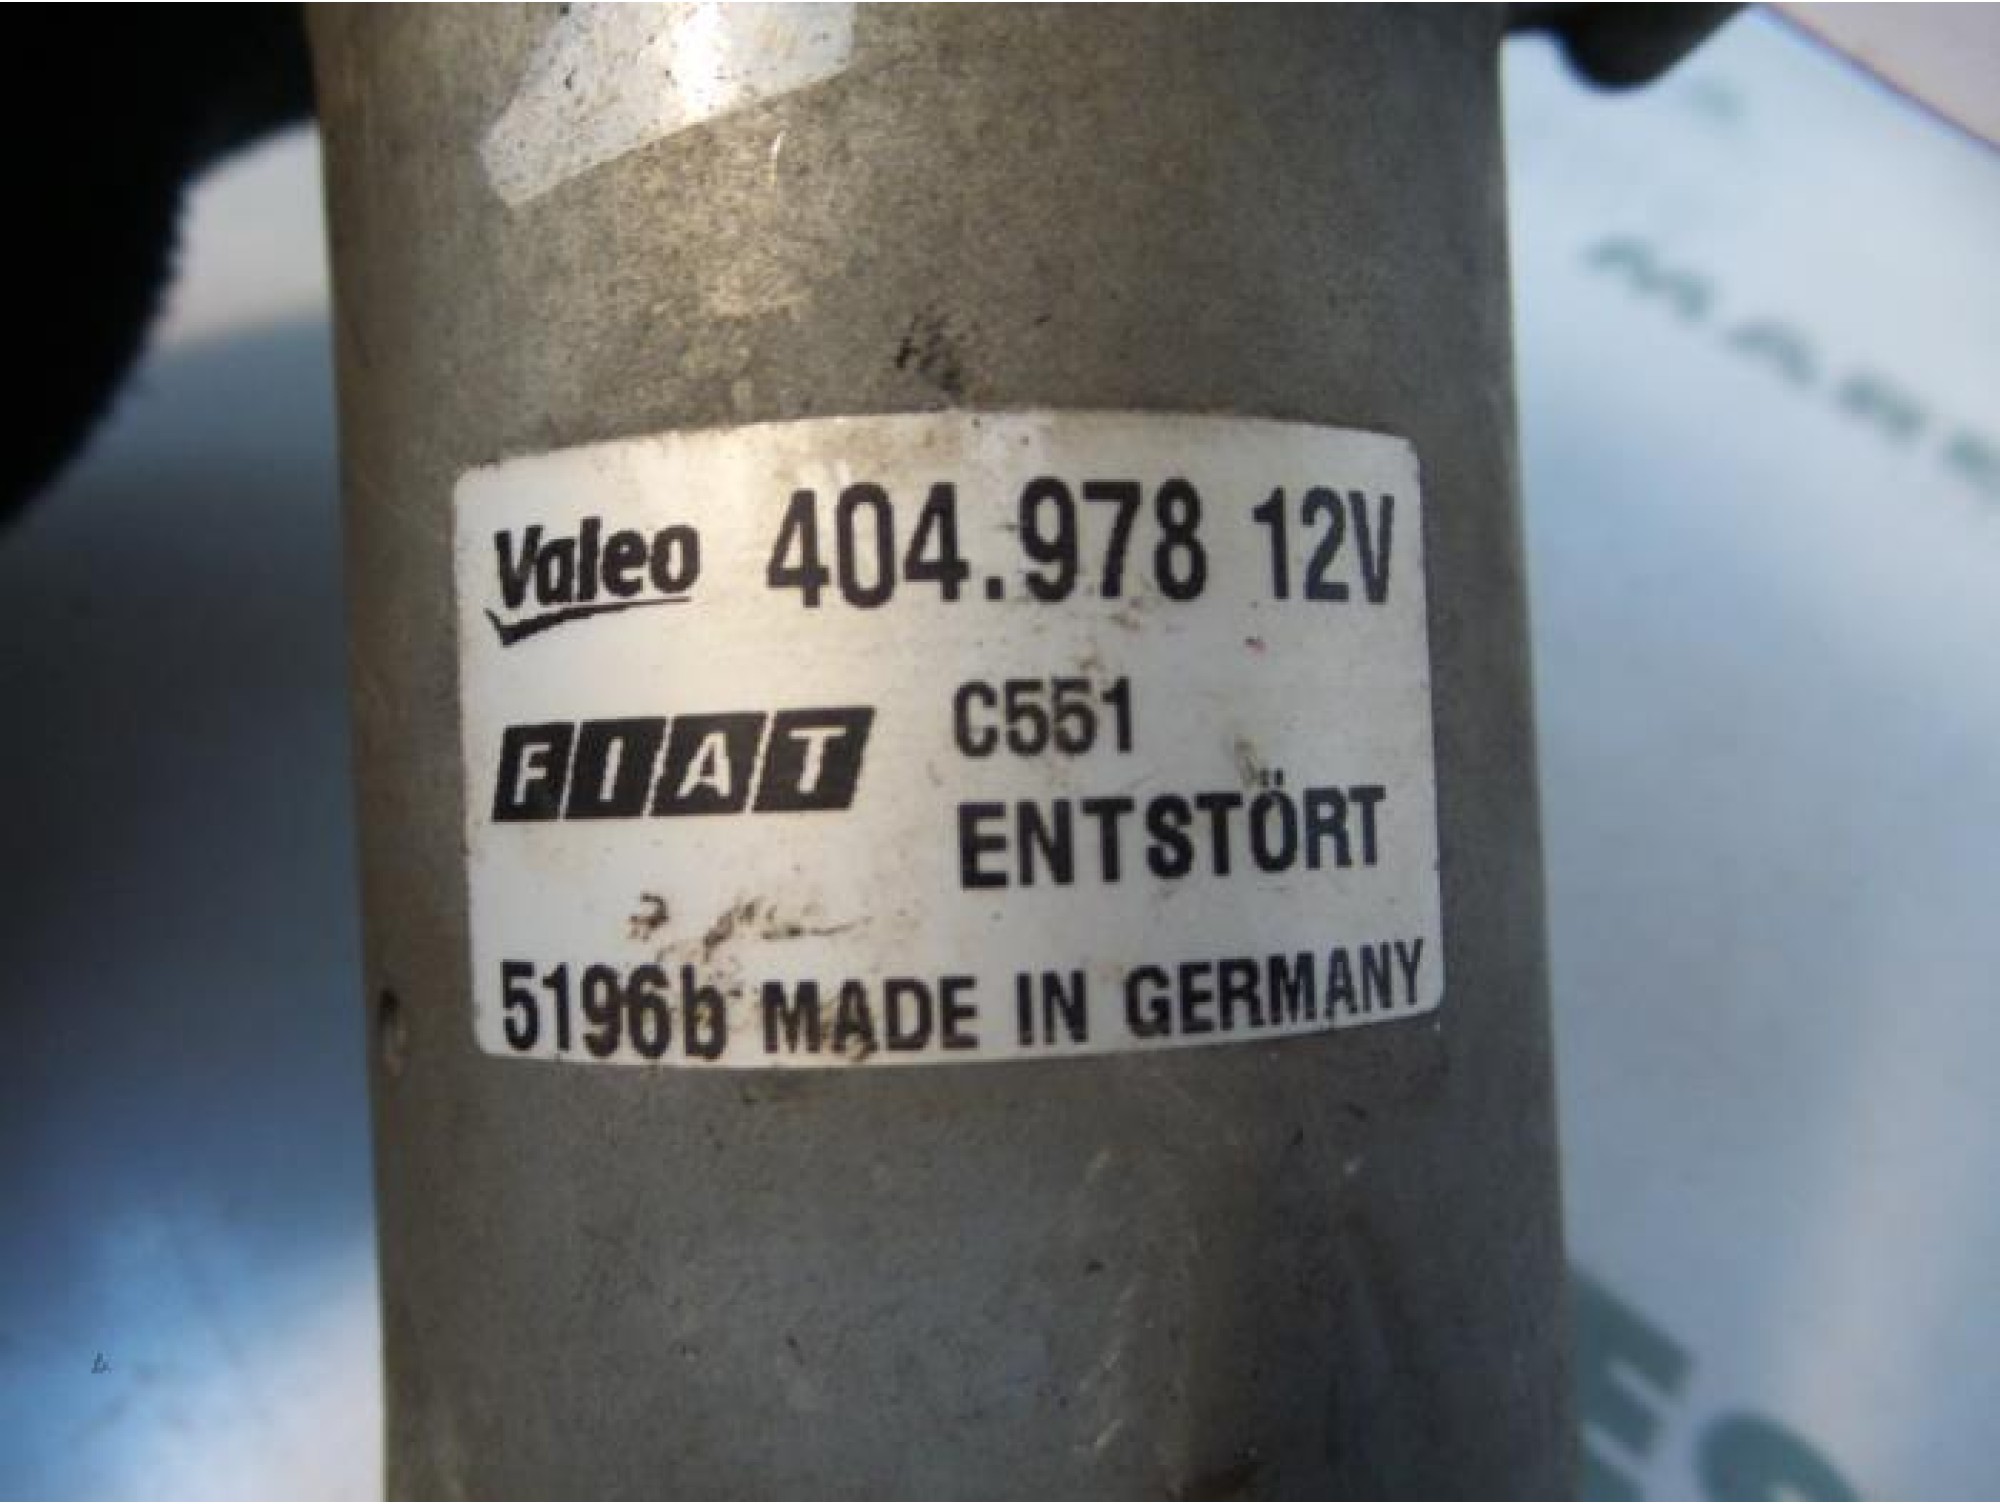 Valeo 404.978 12V
FIAT C551
ENTSTÖRT
5196b MADE IN GERMANY